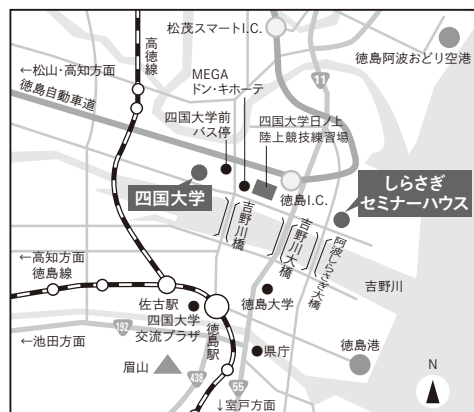 松茂スマートI.C.
徳島阿波おどり空港
高徳線
←松山・高知方面
徳島自動車道
MEGA
ドン・キホーテ
11
四国大学前
バス停
四国大学日ノ上
陸上競技練習場
四国大学
徳島I.C.
しらさぎ
セミナーハウス
吉野川橋
吉野川大橋
阿波しらさぎ大橋
吉野川
←高知方面
徳島線
佐古駅
四国大学
交流プラザ
徳島駅
徳島大学
192
←池田方面
眉山
438
県庁
徳島港
55
↓室戸方面
N